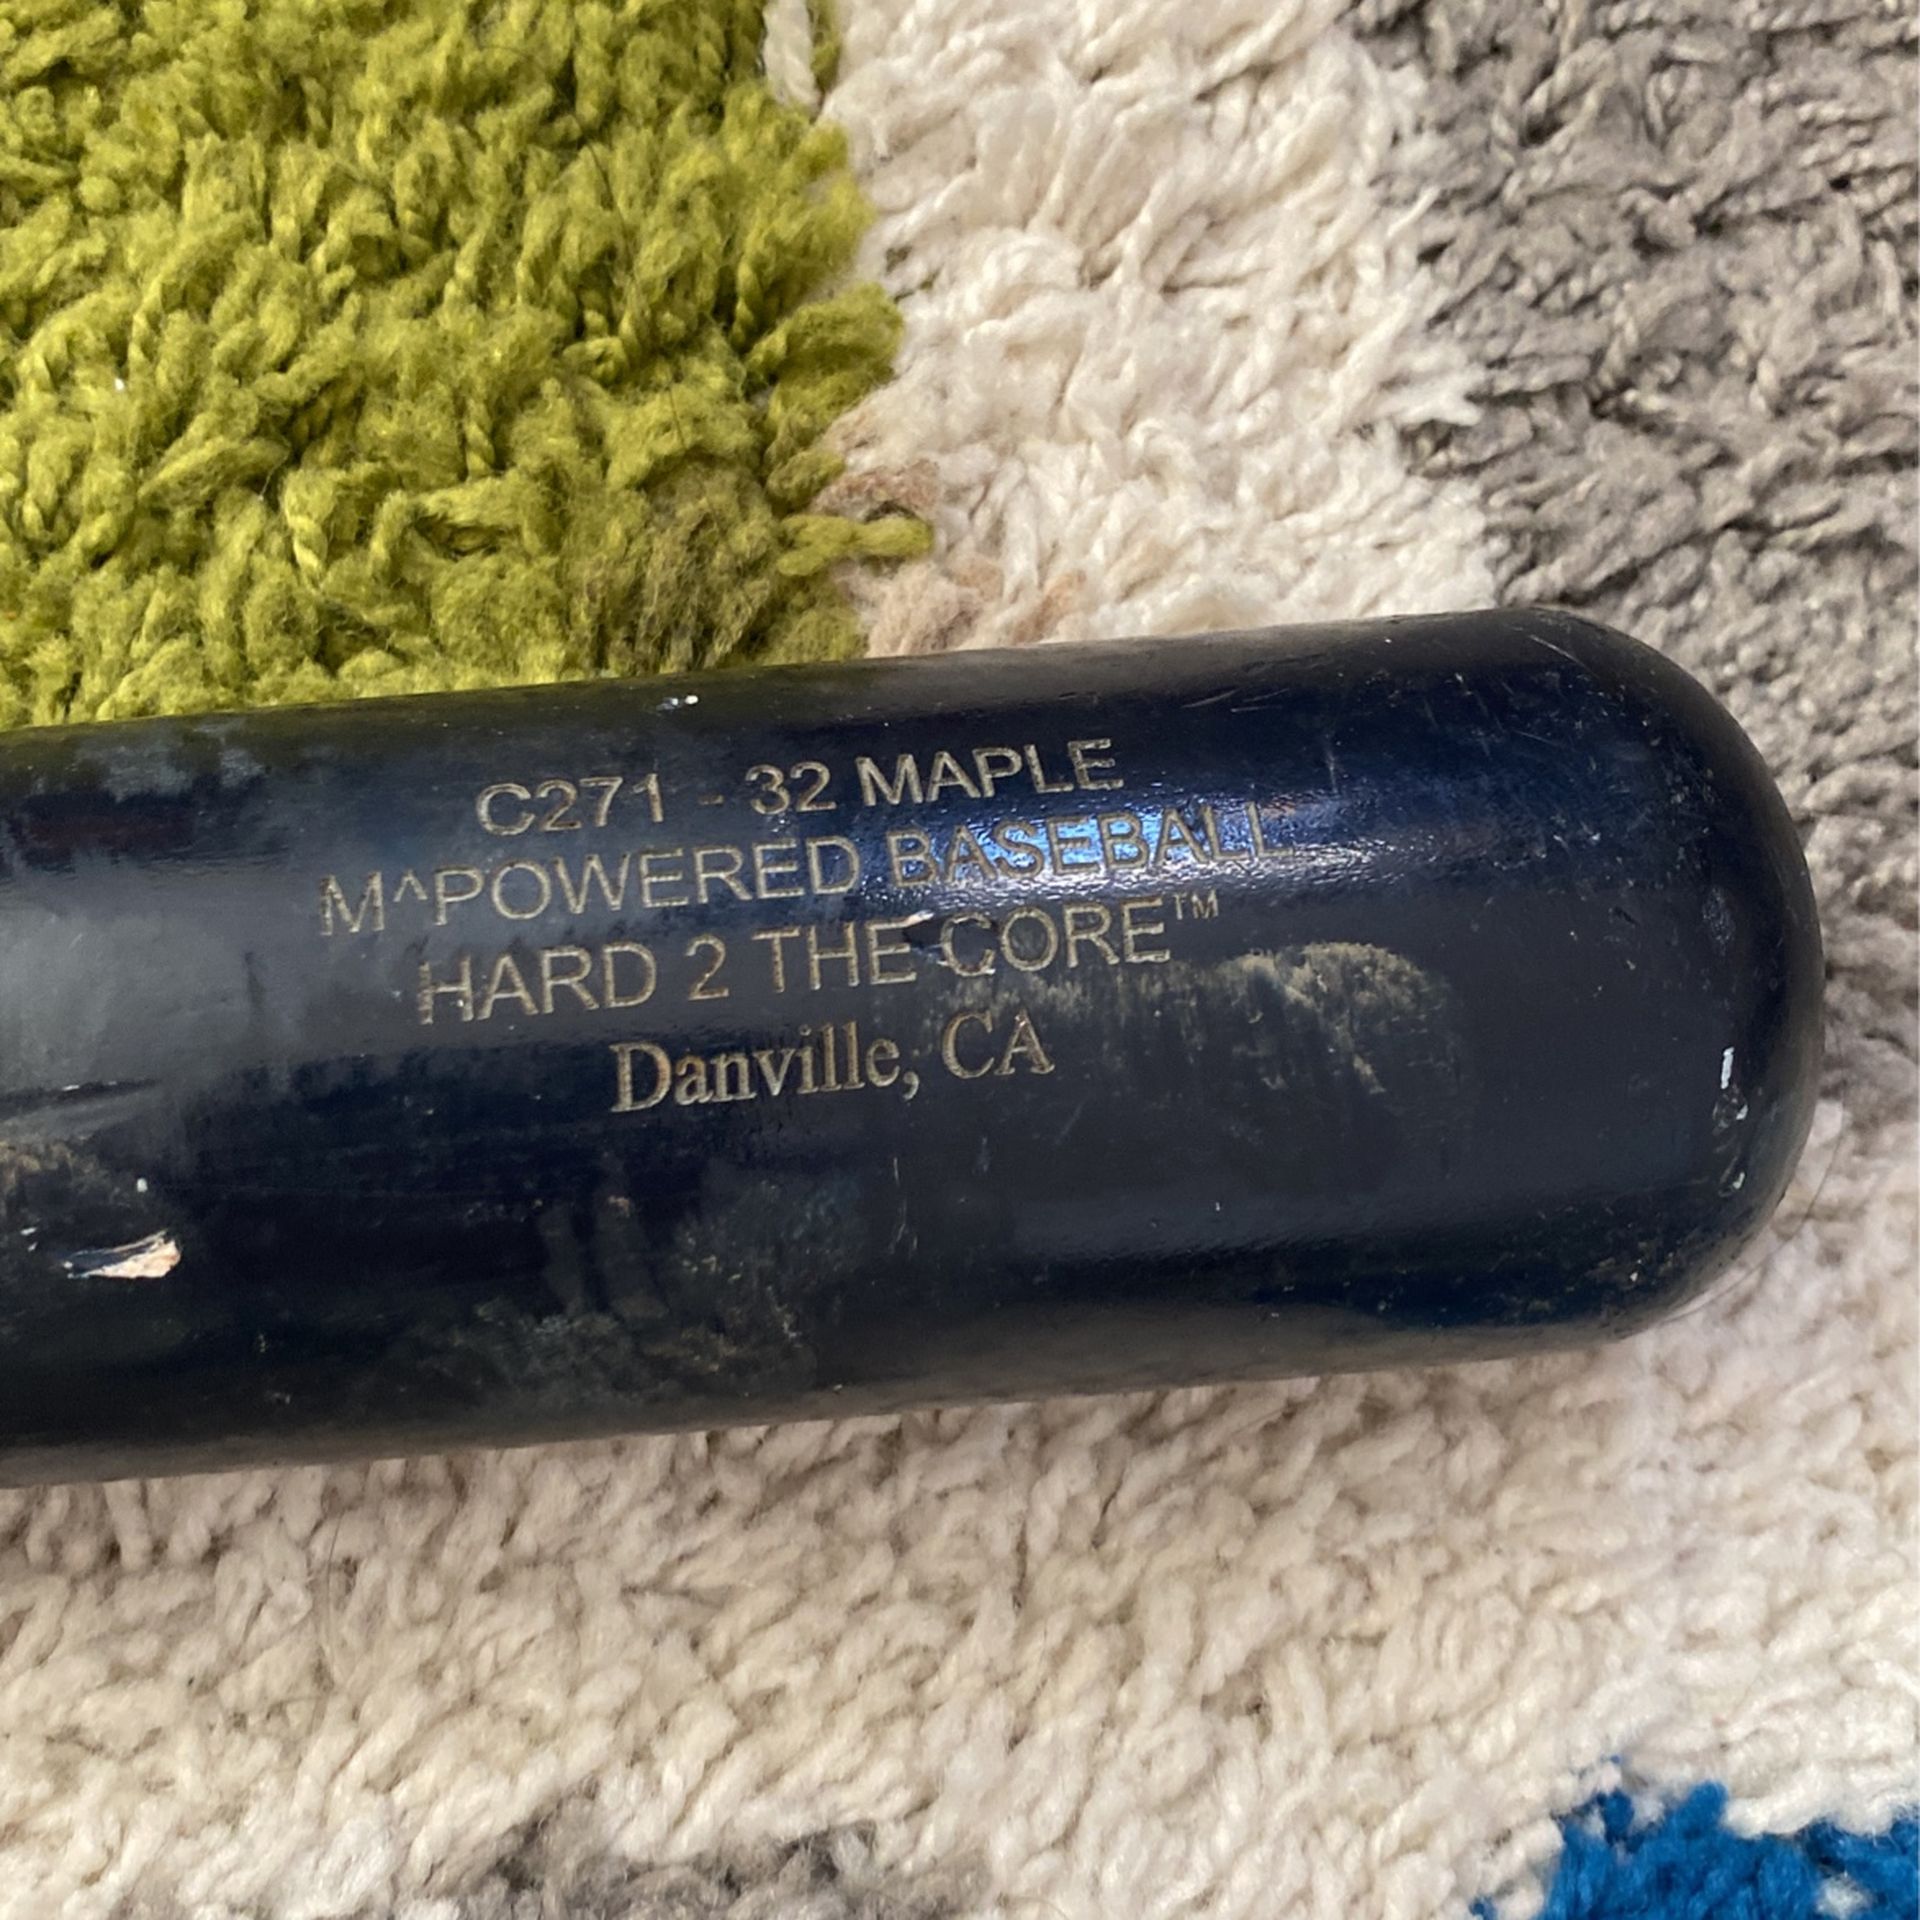 C271 - 32 MAPLE
M^POWERED BASEBALL
HARD 2 THE CORE™
Danville, CA